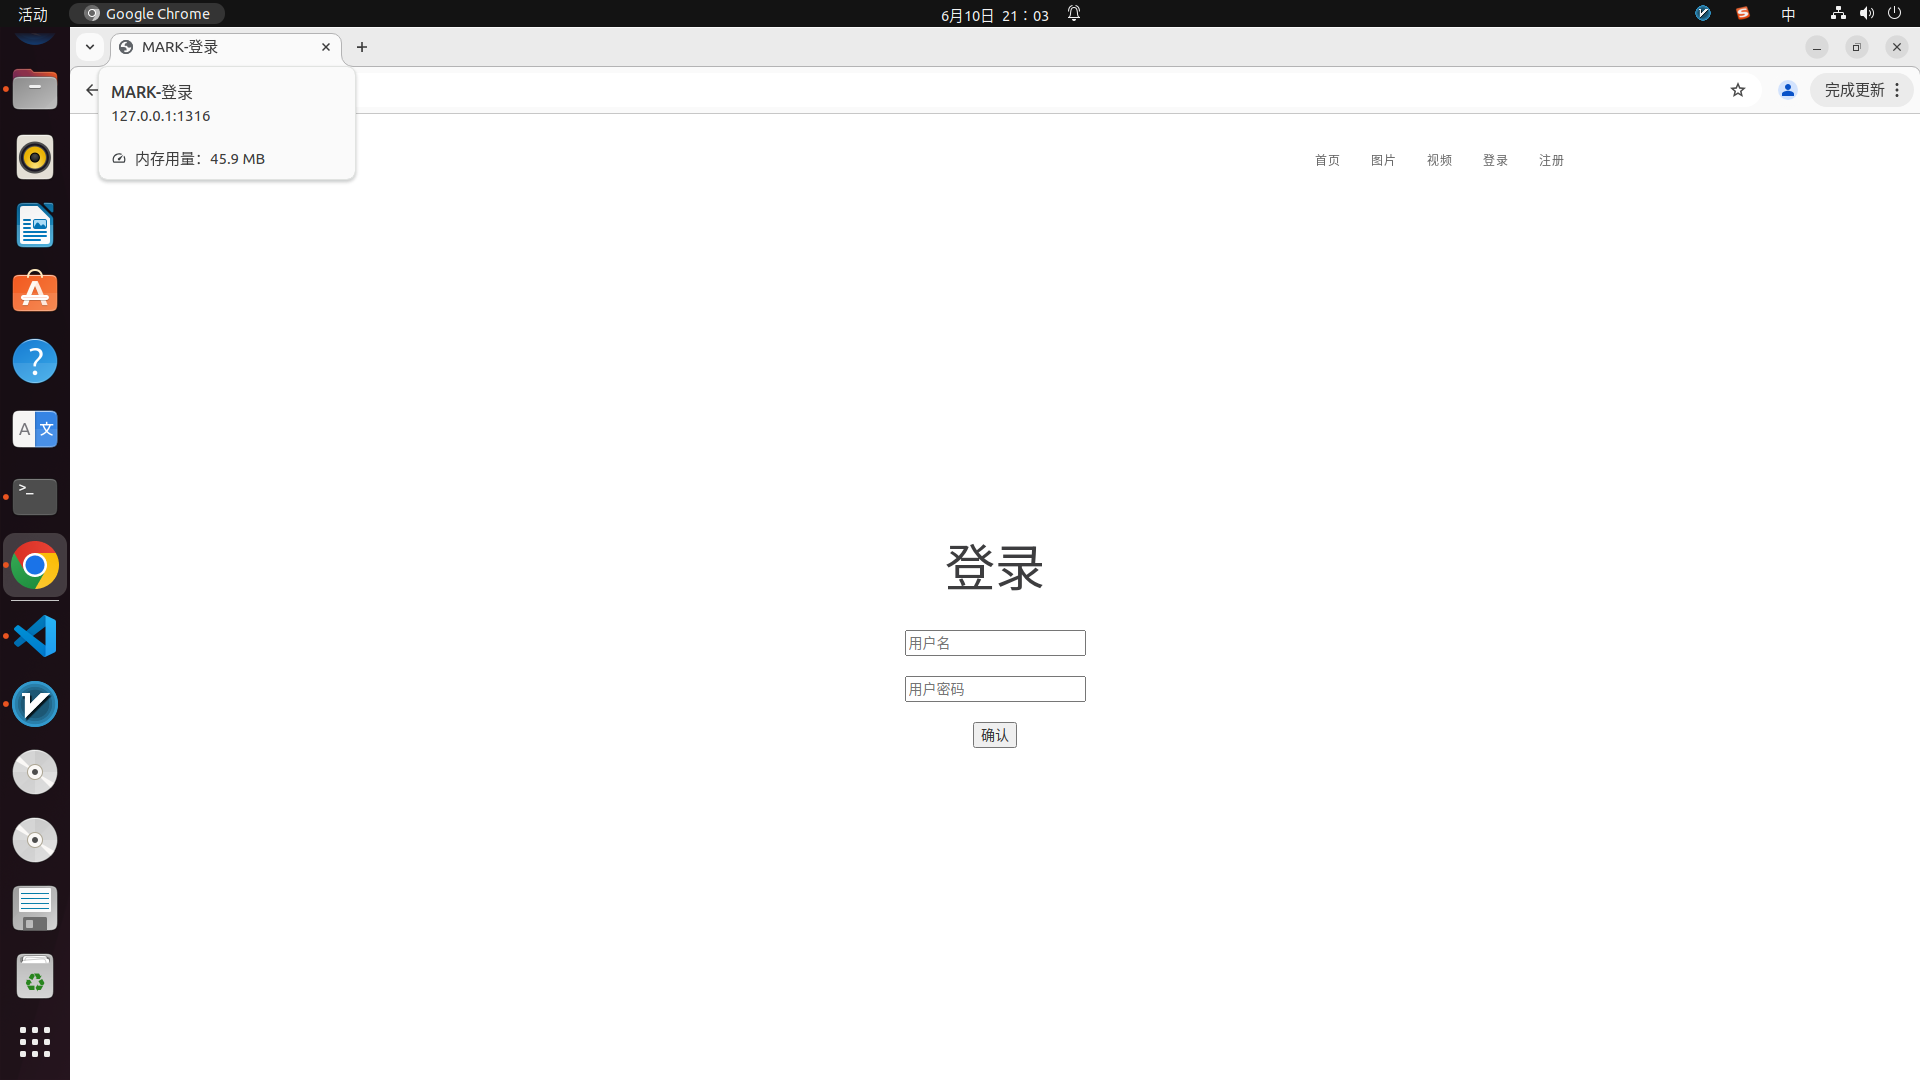 活动
Google Chrome
6月10日 21：03
中
MARK-登录
完成更新
MARK-登录
127.0.0.1:1316
内存用量：45.9 MB
首页
图片
视频
登录
注册
登录
用户名
用户密码
确认